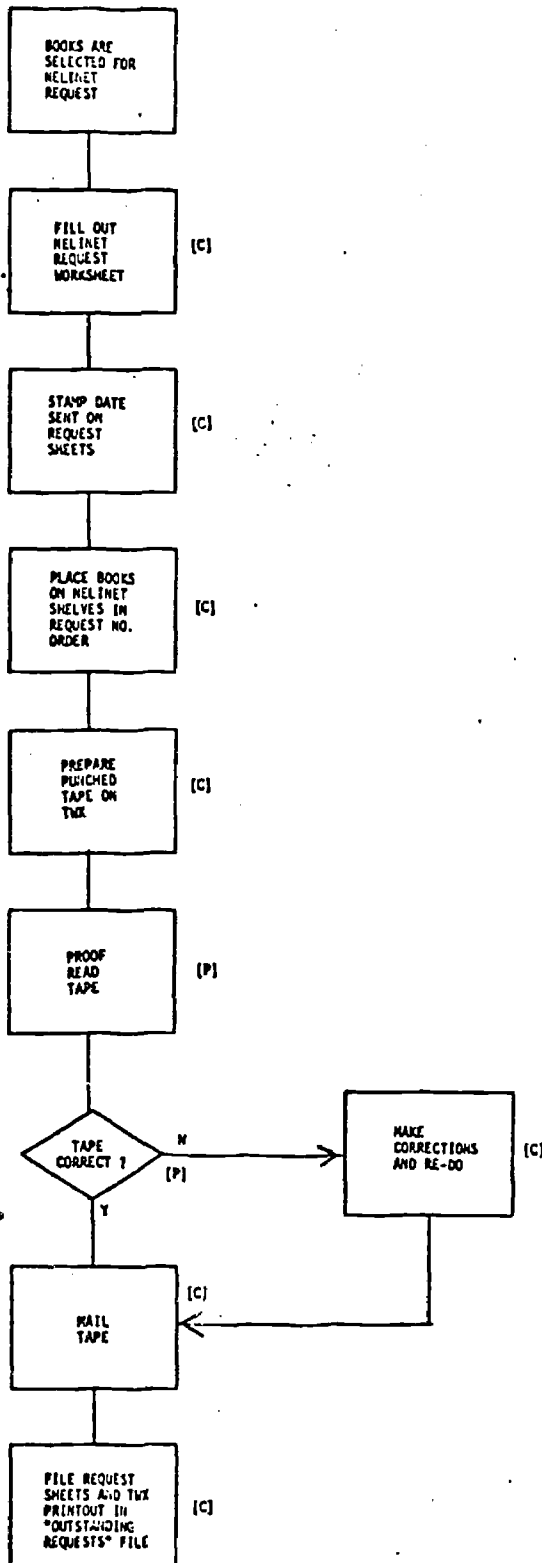 BOOKS ARE
SELECTED FOR
NELINET
REQUEST
FILL OUT
NELINET
REQUEST
WORKSHEET
[C]
STAMP DATE
SENT ON
REQUEST
SHEETS
[C]
PLACE BOOKS
ON NELINET
SHELVES IN
REQUEST NO.
ORDER
[C]
PREPARE
PUNCHED
TAPE ON
TWX
[C]
PROOF
READ
TAPE
[P]
TAPE
CORRECT ?
N
[P]
Y
MAKE
CORRECTIONS
AND RE-DO
[C]
MAIL
TAPE
[C]
FILE REQUEST
SHEETS AND TWX
PRINTOUT IN
"OUTSTANDING
REQUESTS" FILE
[C]